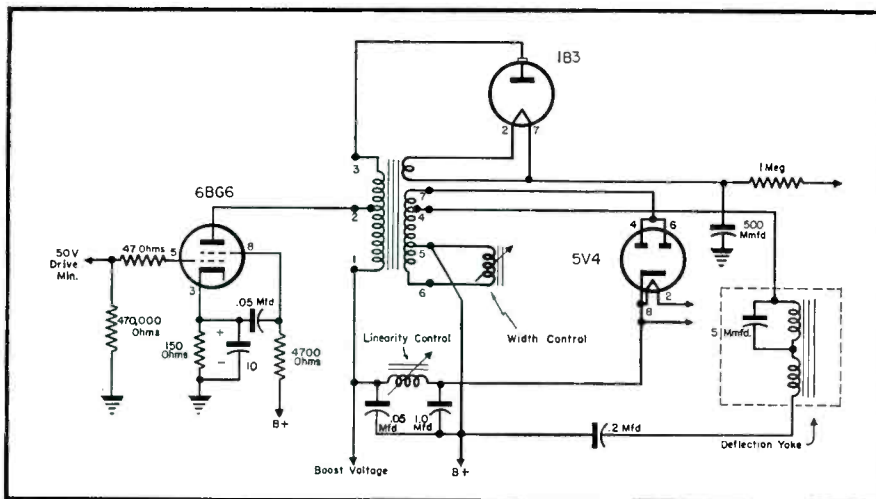 1B3
2
7
3
1 Meg
6BG6
7
4
2
4
6
500
Mmfd
50V
Drive
Min.
47 Ohms
5
8
5V4
1
5
3
6
8
2
.05 Mfd
470,000
Ohms
150
Ohms
+
−
10
4700
Ohms
Linearity Control
Width Control
5 Mmfd.
.05
Mfd
1.0
Mfd
.2 Mfd
B+
Boost Voltage
B+
Deflection Yoke